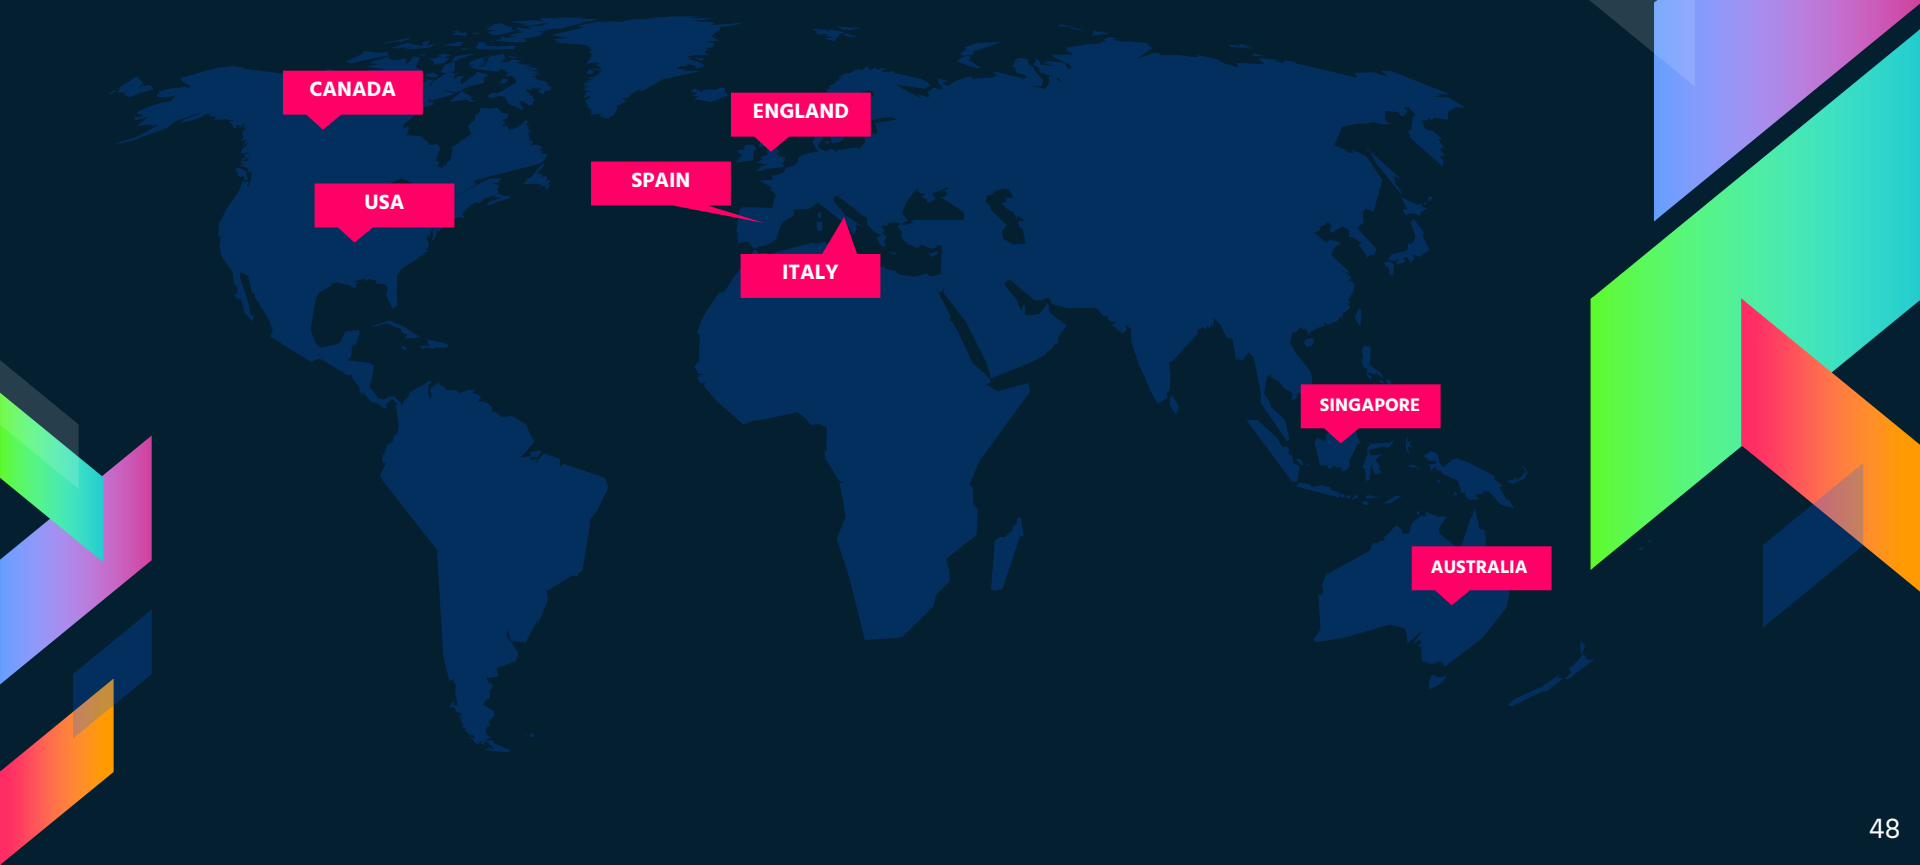 CANADA
ENGLAND
SPAIN
USA
ITALY
SINGAPORE
AUSTRALIA
48